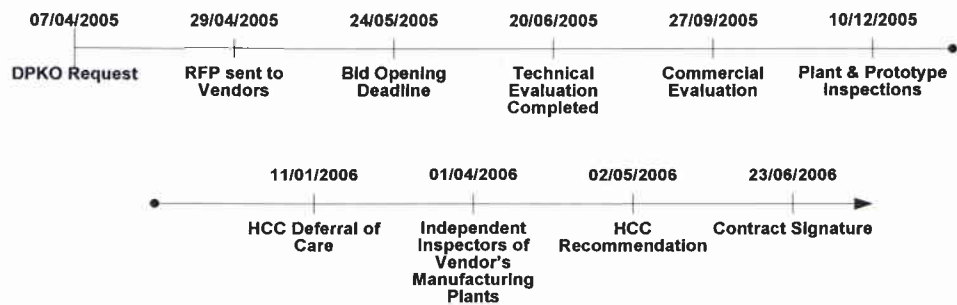 07/04/2005 29/04/2005 24/05/2005 20/06/2005 27/09/2005 10/12/2005
DPKO Request
RFP sent to
Vendors
Bid Opening
Deadline
Technical
Evaluation
Completed
Commercial
Evaluation
Plant & Prototype
Inspections
11/01/2006 01/04/2006 02/05/2006 23/06/2006
HCC Deferral of
Care
Independent
Inspectors of
Vendor's
Manufacturing
Plants
HCC
Recommendation
Contract Signature